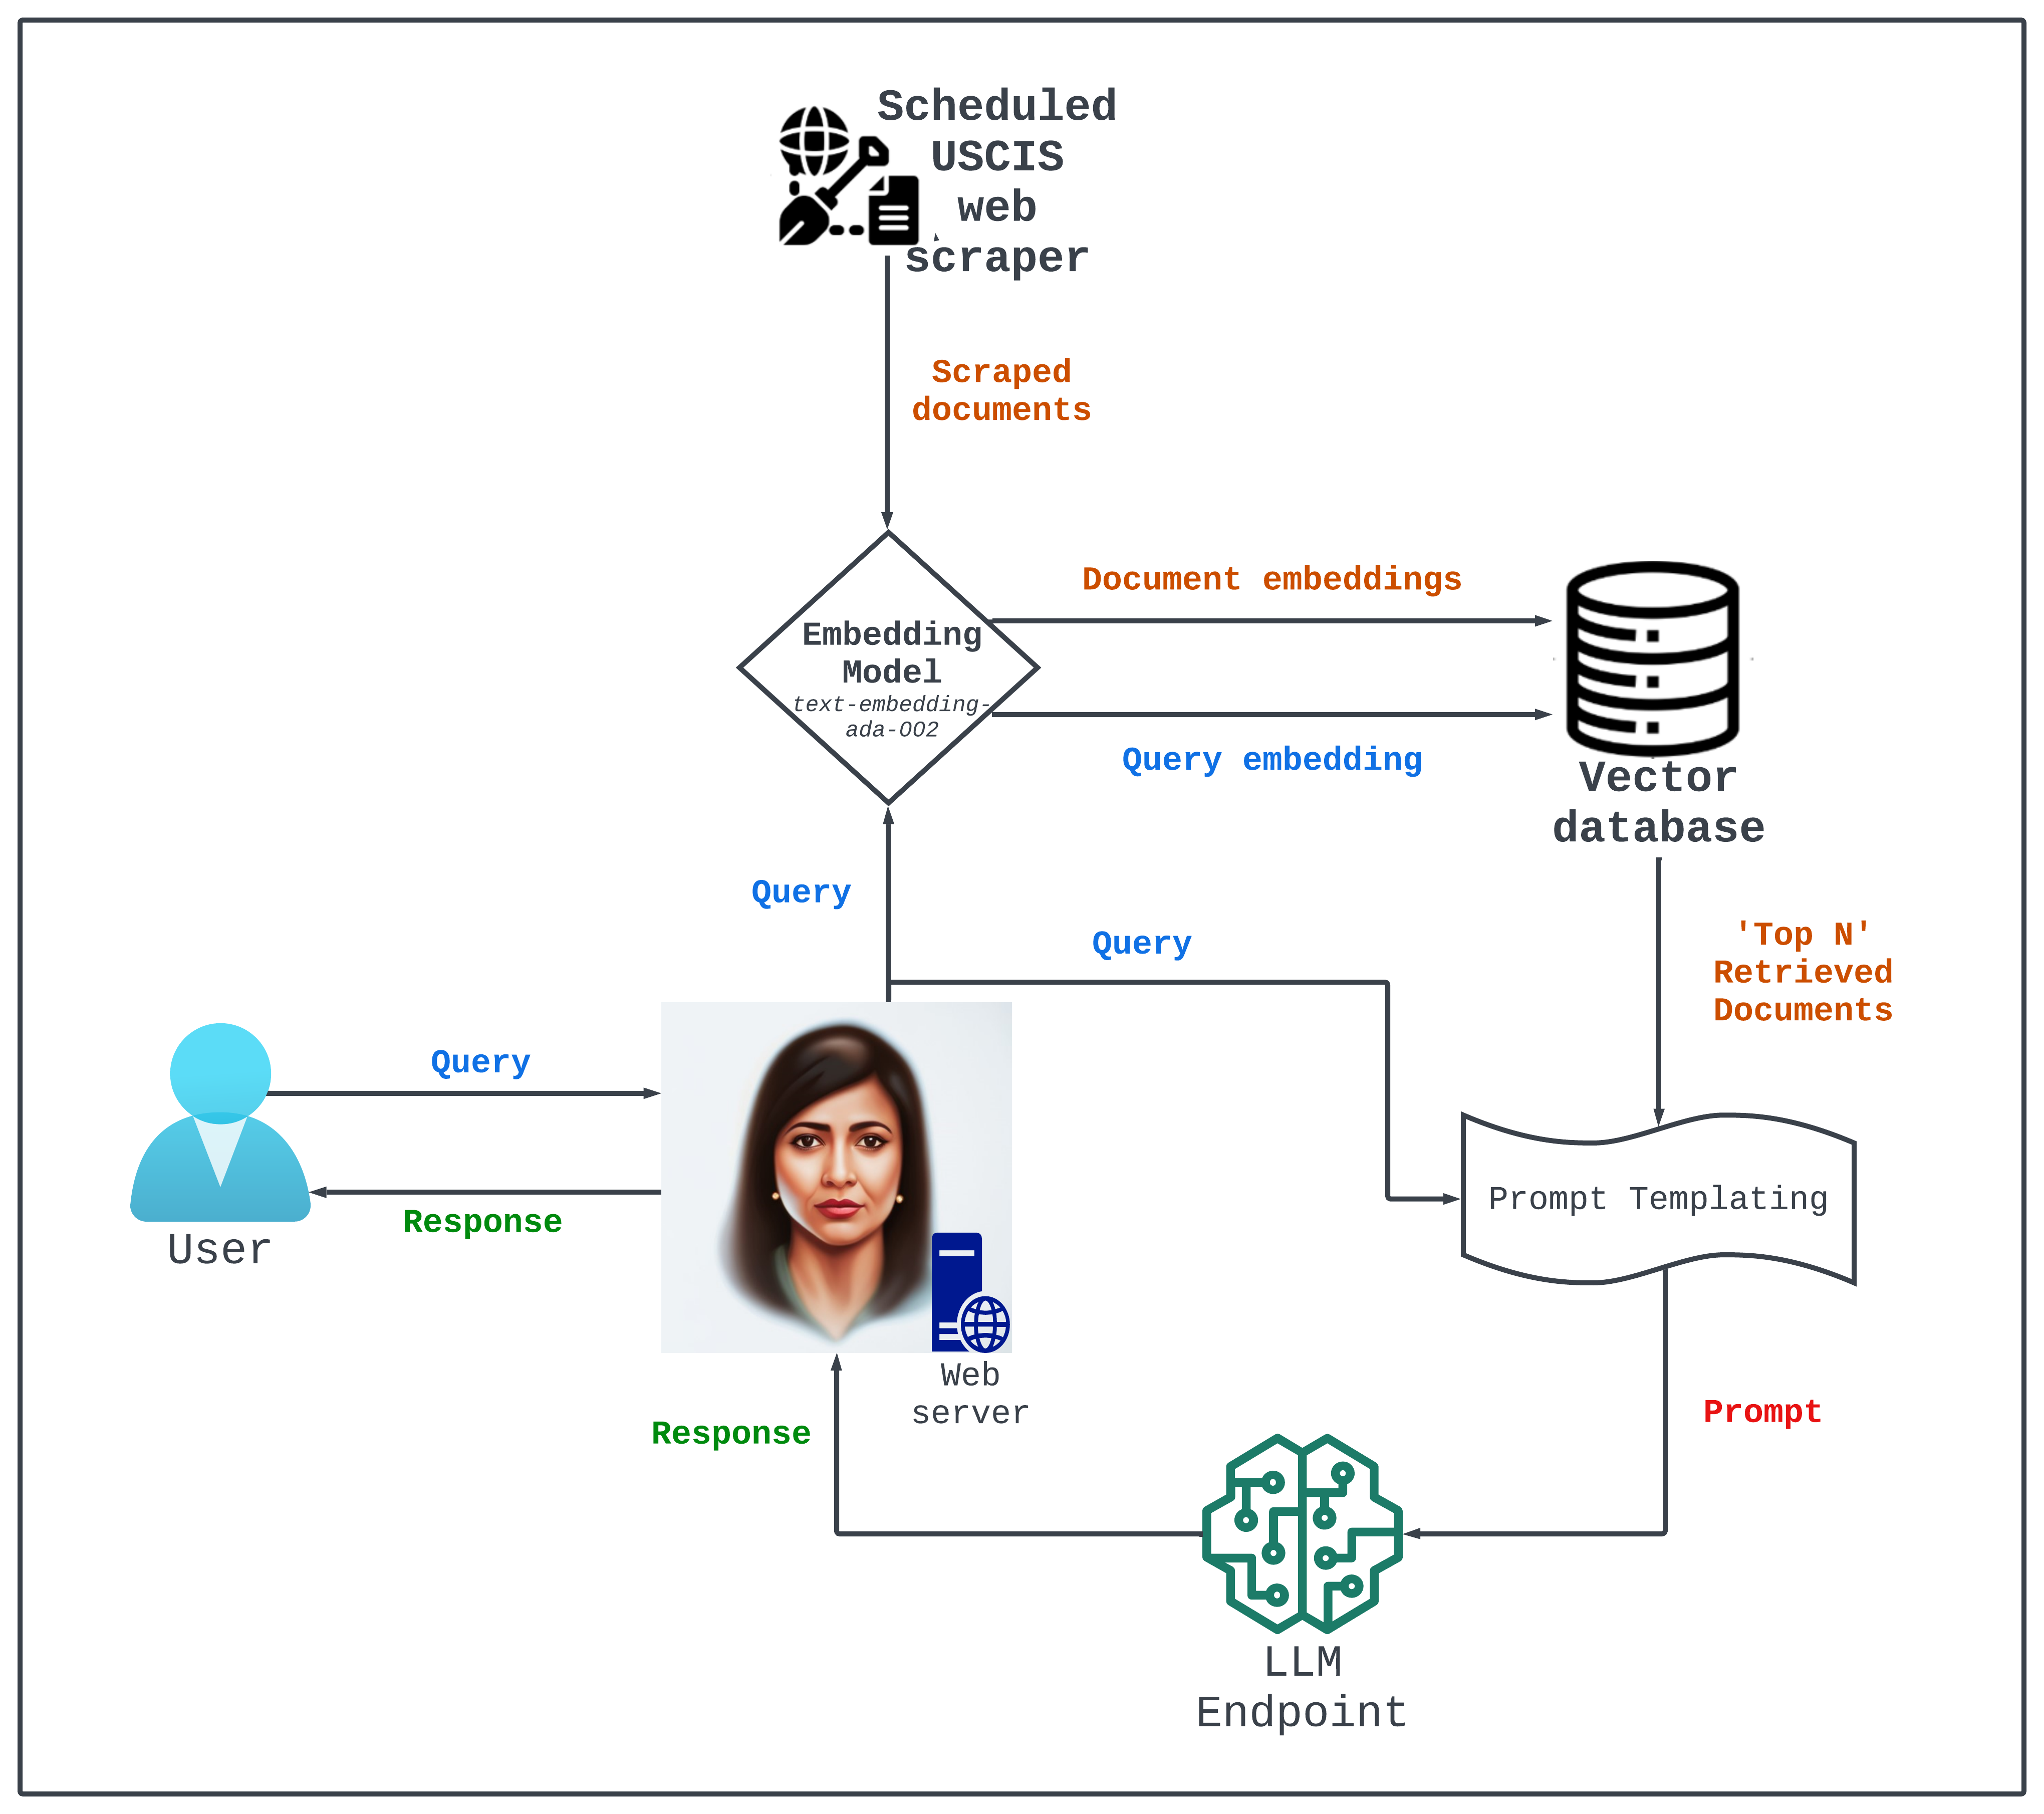 Scheduled
USCIS
web
scraper
Scraped
documents
Document embeddings
Embedding
Model
text-embedding-
ada-002
Query embedding
Vector
database
Query
Query
'Top N'
Retrieved
Documents
Query
Response
User
Prompt Templating
Web
server
Response
Prompt
LLM
Endpoint